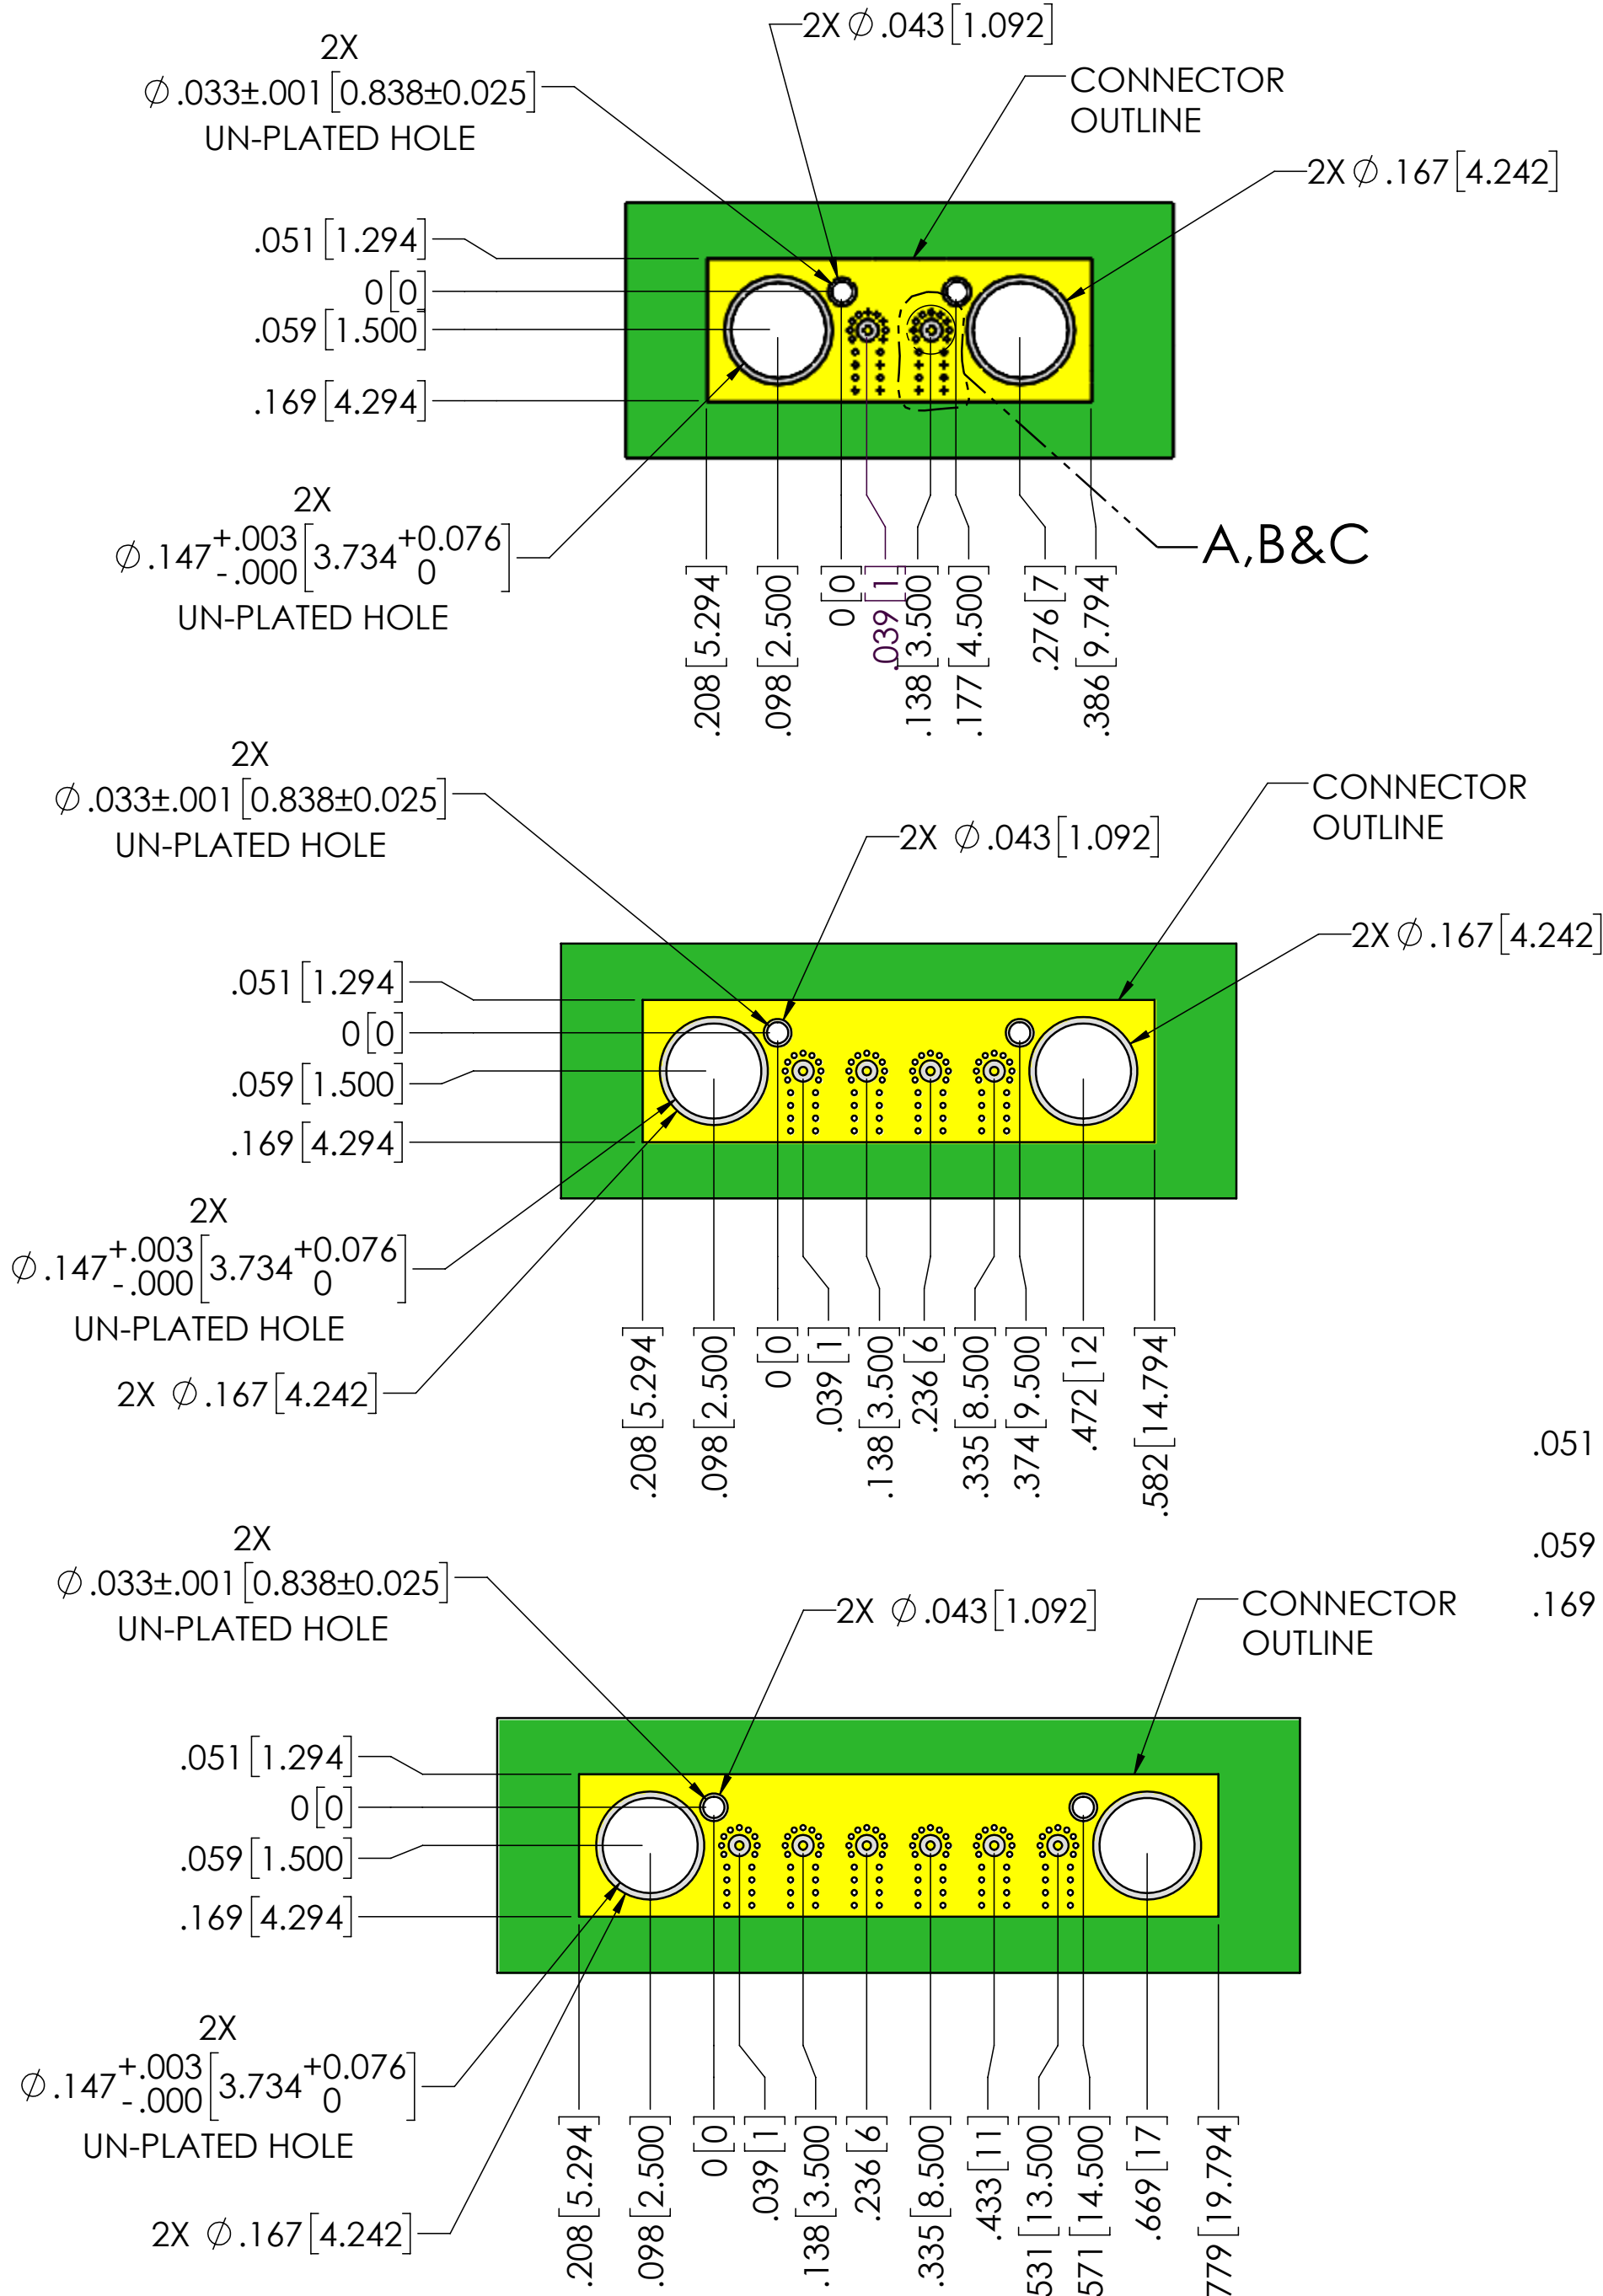 2X
∅.033±.001[0.838±0.025]
UN-PLATED HOLE
2X∅.043[1.092]
CONNECTOR
OUTLINE
2X∅.167[4.242]
.051[1.294]
0[0]
.059[1.500]
.169[4.294]
2X
∅.147+.003 -.000[3.734+0.076 0]
UN-PLATED HOLE
A,B&C
.208[5.294]
.098[2.500]
0[0]
.039[1]
.138[3.500]
.177[4.500]
.276[7]
.386[9.794]
2X
∅.033±.001[0.838±0.025]
UN-PLATED HOLE
2X ∅.043[1.092]
CONNECTOR
OUTLINE
2X∅.167[4.242]
.051[1.294]
0[0]
.059[1.500]
.169[4.294]
2X
∅.147+.003 -.000[3.734+0.076 0]
UN-PLATED HOLE
2X ∅.167[4.242]
.208[5.294]
.098[2.500]
0[0]
.039[1]
.138[3.500]
.236[6]
.335[8.500]
.374[9.500]
.472[12]
.582[14.794]
.051
.059
.169
2X
∅.033±.001[0.838±0.025]
UN-PLATED HOLE
2X ∅.043[1.092]
CONNECTOR
OUTLINE
.051[1.294]
0[0]
.059[1.500]
.169[4.294]
2X
∅.147+.003 -.000[3.734+0.076 0]
UN-PLATED HOLE
2X ∅.167[4.242]
.208[5.294]
.098[2.500]
0[0]
.039[1]
.138[3.500]
.236[6]
.335[8.500]
.433[11]
531[13.500]
571[14.500]
.669[17]
779[19.794]